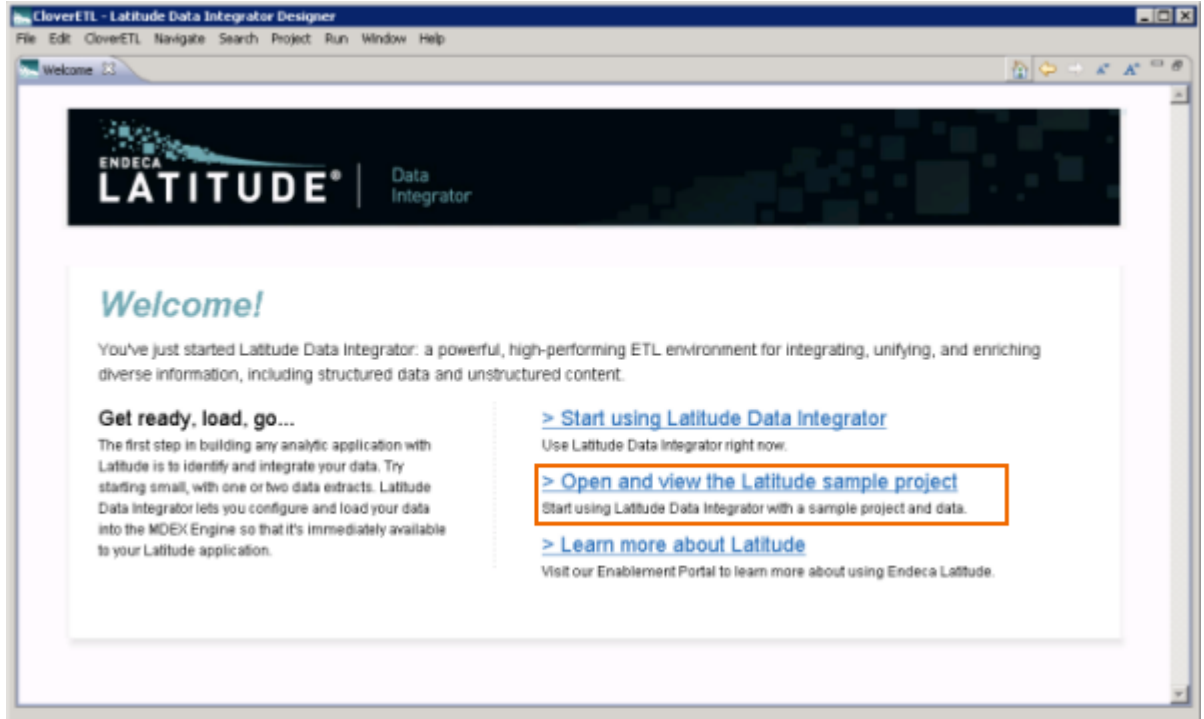 CloverETL - Latitude Data Integrator Designer
File Edit CloverETL Navigate Search Project Run Window Help
Welcome
ENDECA
LATITUDE® | Data
Integrator
Welcome!
You've just started Latitude Data Integrator: a powerful, high-performing ETL environment for integrating, unifying, and enriching
diverse information, including structured data and unstructured content.
Get ready, load, go...
The first step in building any analytic application with
Latitude is to identify and integrate your data. Try
starting small, with one or two data extracts. Latitude
Data Integrator lets you configure and load your data
into the MDEX Engine so that it's immediately available
to your Latitude application.
> Start using Latitude Data Integrator
Use Latitude Data Integrator right now.
> Open and view the Latitude sample project
Start using Latitude Data Integrator with a sample project and data.
> Learn more about Latitude
Visit our Enablement Portal to learn more about using Endeca Latitude.